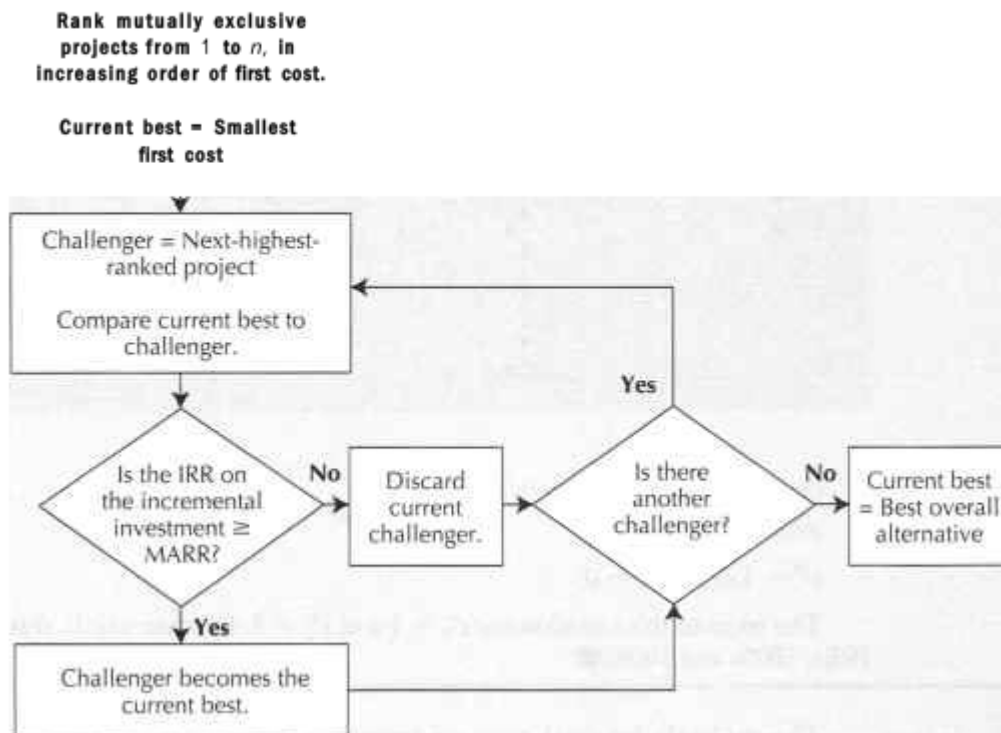 Rank mutually exclusive
projects from 1 to n, in
increasing order of first cost.
Current best = Smallest
first cost
Challenger = Next-highest-
ranked project
Compare current best to
challenger.
Is the IRR on
the incremental
investment ≥
MARR?
No
Discard
current
challenger.
Yes
Is there
another
challenger?
No
Current best
= Best overall
alternative
Yes
Challenger becomes the
current best.